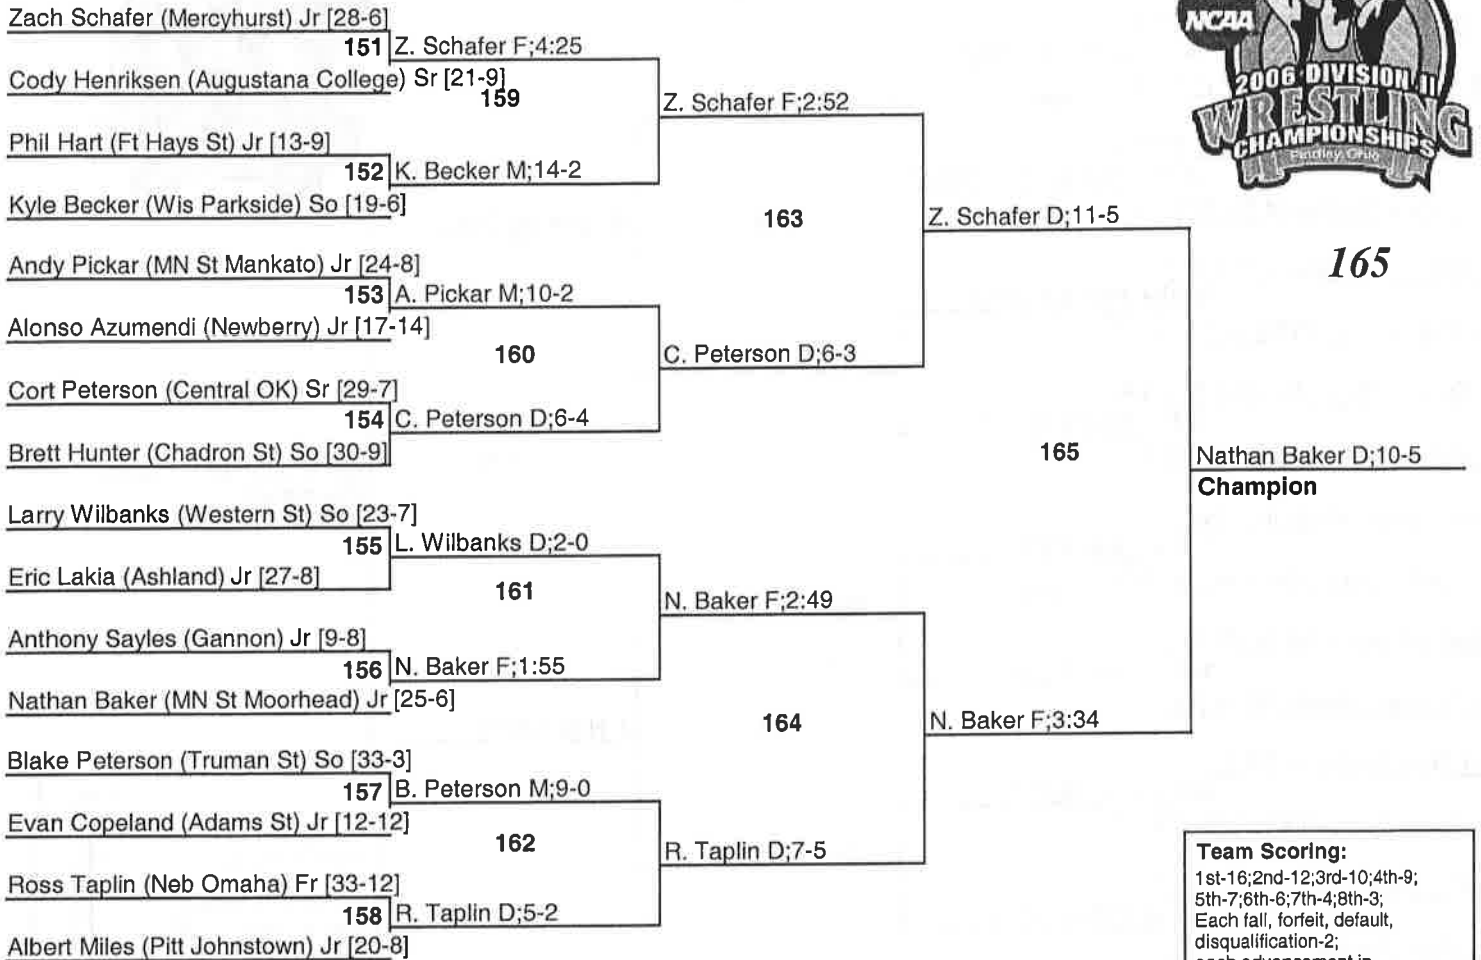 Zach Schafer (Mercyhurst) Jr [28-6]
151 Z. Schafer F;4:25
Cody Henriksen (Augustana College) Sr [21-9]
159
Z. Schafer F;2:52
Phil Hart (Ft Hays St) Jr [13-9]
152 K. Becker M;14-2
Kyle Becker (Wis Parkside) So [19-6]
163
Z. Schafer D;11-5
Andy Pickar (MN St Mankato) Jr [24-8]
153 A. Pickar M;10-2
Alonso Azumendi (Newberry) Jr [17-14]
160
C. Peterson D;6-3
Cort Peterson (Central OK) Sr [29-7]
154 C. Peterson D;6-4
Brett Hunter (Chadron St) So [30-9]
165
Nathan Baker D;10-5
Champion
Larry Wilbanks (Western St) So [23-7]
155 L. Wilbanks D;2-0
Eric Lakia (Ashland) Jr [27-8]
161
N. Baker F;2:49
Anthony Sayles (Gannon) Jr [9-8]
156 N. Baker F;1:55
Nathan Baker (MN St Moorhead) Jr [25-6]
164
N. Baker F;3:34
Blake Peterson (Truman St) So [33-3]
157 B. Peterson M;9-0
Evan Copeland (Adams St) Jr [12-12]
162
R. Taplin D;7-5
Ross Taplin (Neb Omaha) Fr [33-12]
158 R. Taplin D;5-2
Albert Miles (Pitt Johnstown) Jr [20-8]
NCAA
2006 DIVISION II
WRESTLING
CHAMPIONSHIPS
Findlay, Ohio
165
Team Scoring:
1st-16;2nd-12;3rd-10;4th-9;
5th-7;6th-6;7th-4;8th-3;
Each fall, forfeit, default,
disqualification-2;
each advancement in